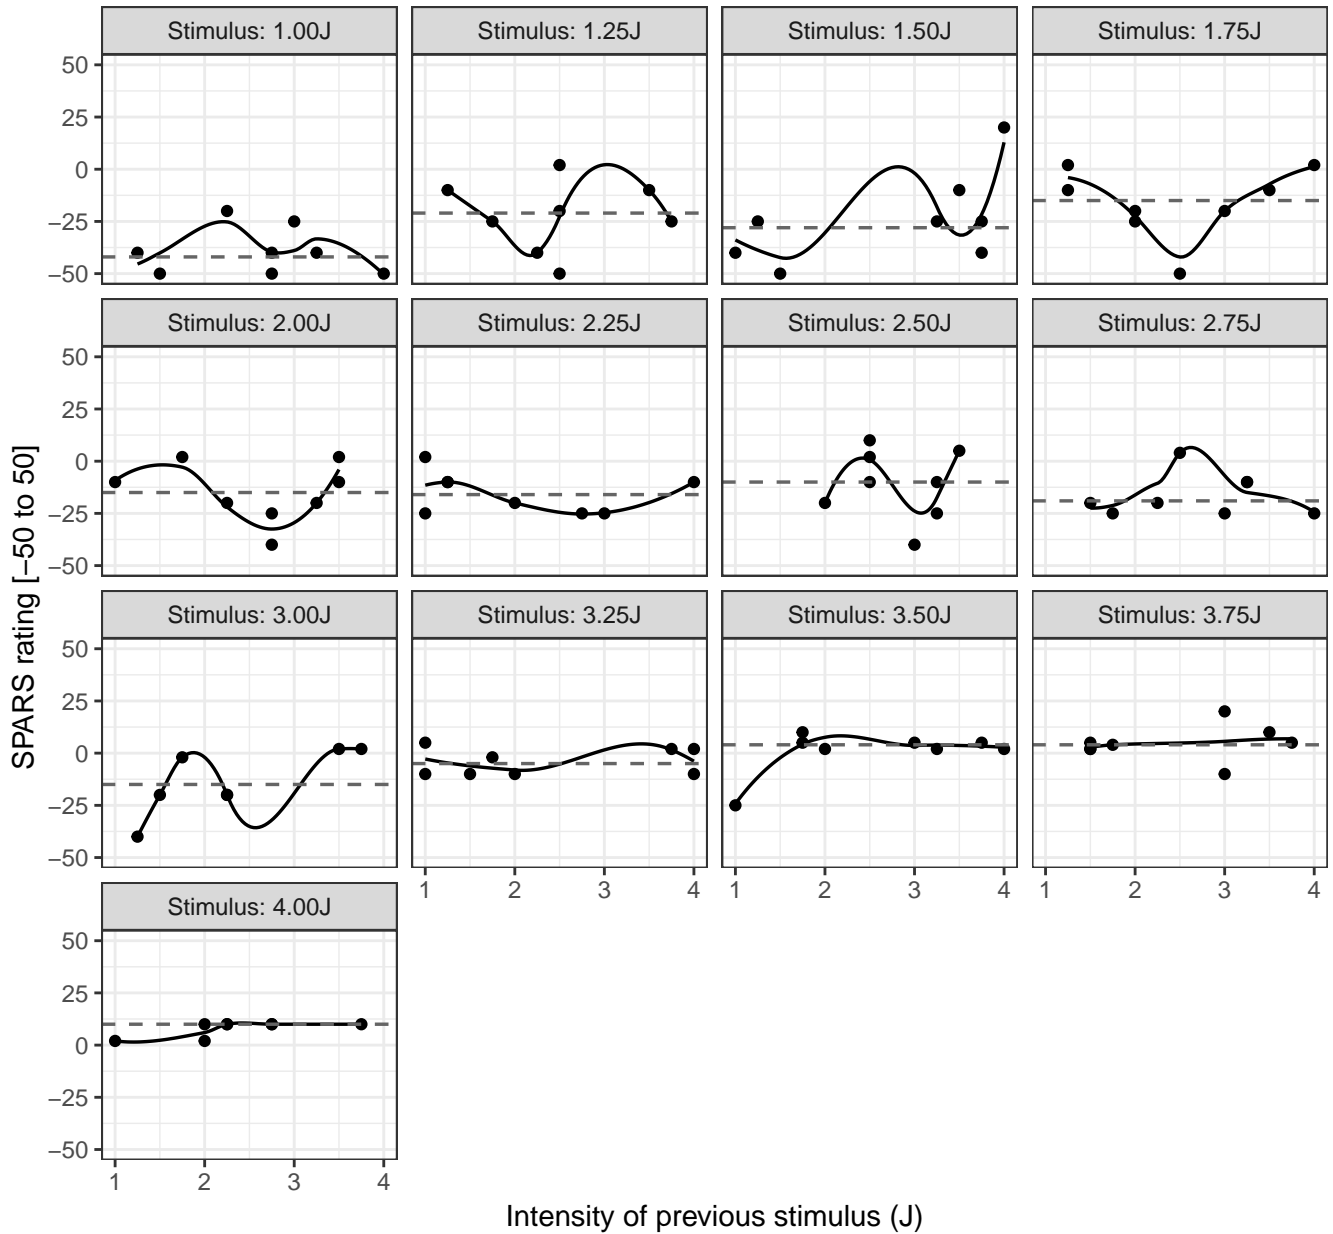 Stimulus: 1.00J
Stimulus: 1.25J
Stimulus: 1.50J
Stimulus: 1.75J
50
25
0
−25
−50
Stimulus: 2.00J
Stimulus: 2.25J
Stimulus: 2.50J
Stimulus: 2.75J
50
25
0
−25
−50
SPARS rating [−50 to 50]
Stimulus: 3.00J
Stimulus: 3.25J
Stimulus: 3.50J
Stimulus: 3.75J
50
25
0
−25
−50
1 2 3 4
1 2 3 4
1 2 3 4
Stimulus: 4.00J
50
25
0
−25
−50
1 2 3 4
Intensity of previous stimulus (J)